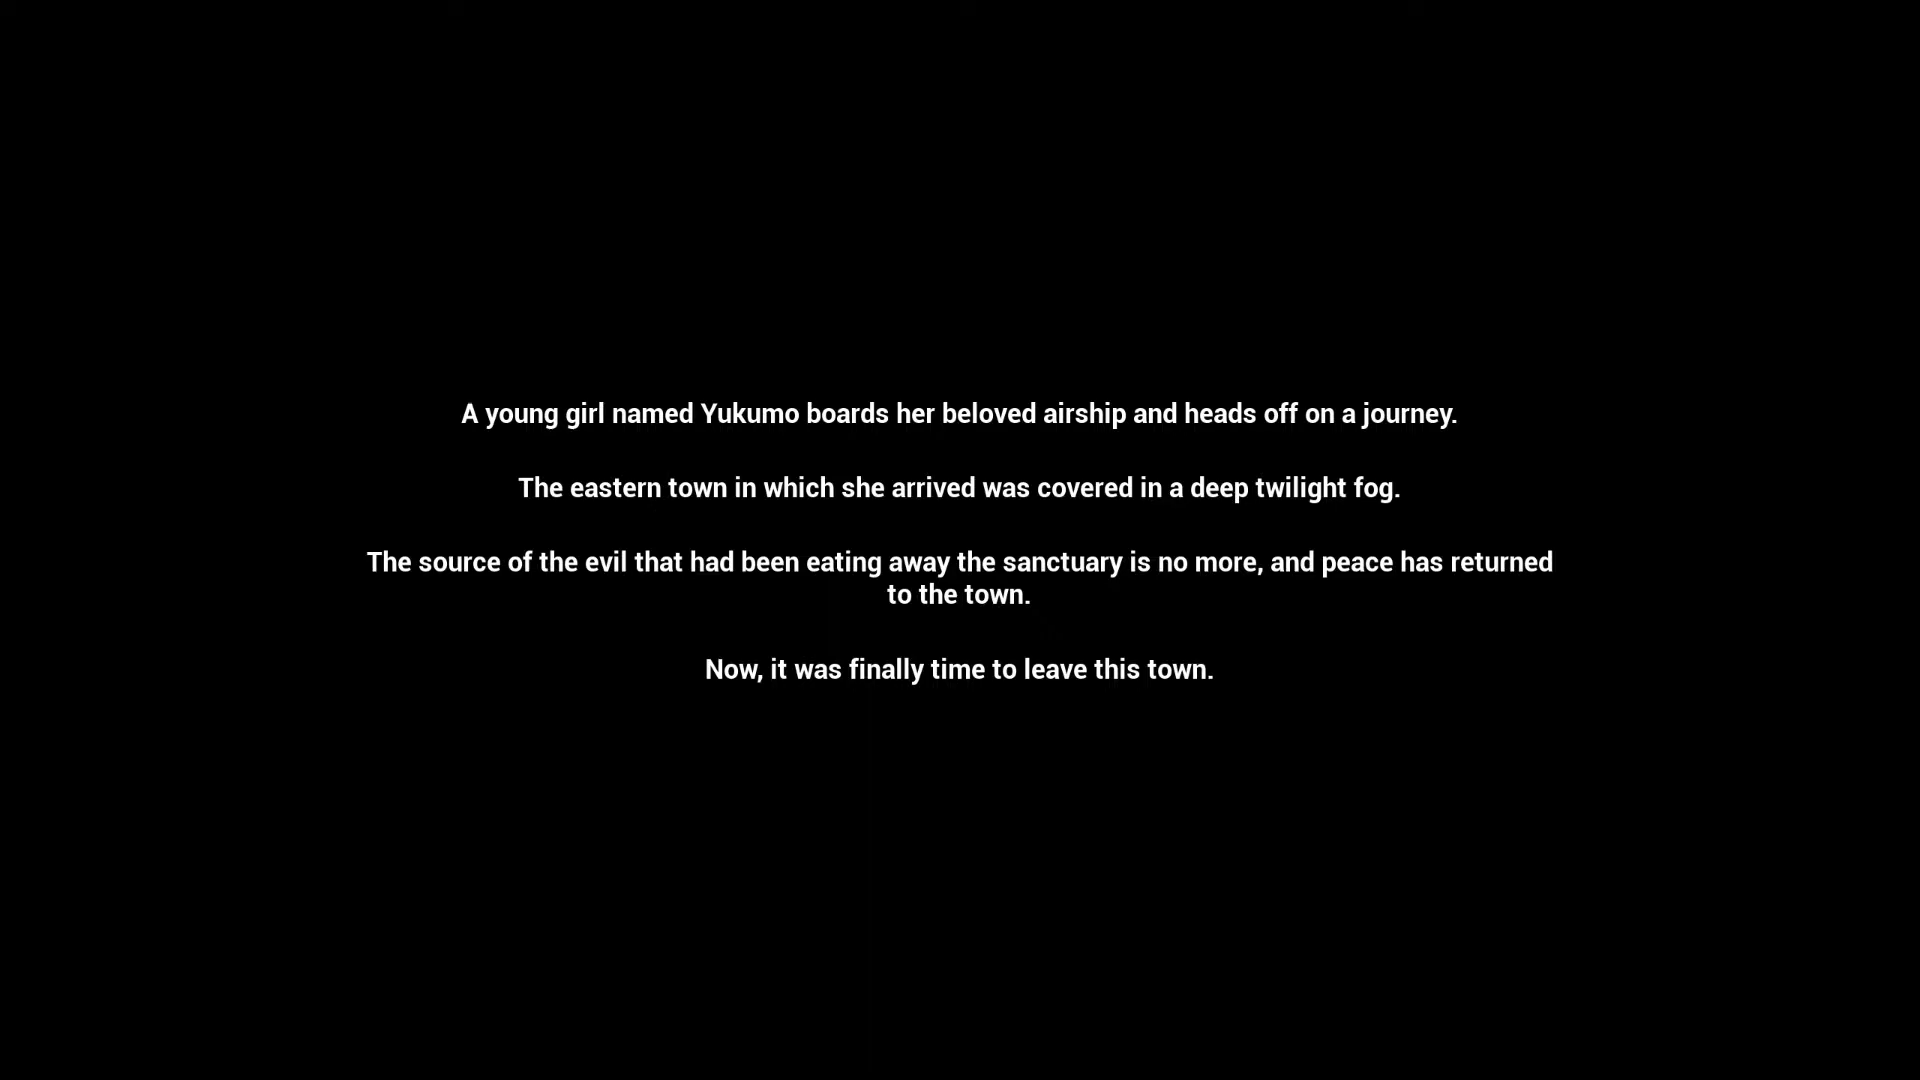 A young girl named Yukumo boards her beloved airship and heads off on a journey.
The eastern town in which she arrived was covered in a deep twilight fog.
The source of the evil that had been eating away the sanctuary is no more, and peace has returned
to the town.
Now, it was finally time to leave this town.